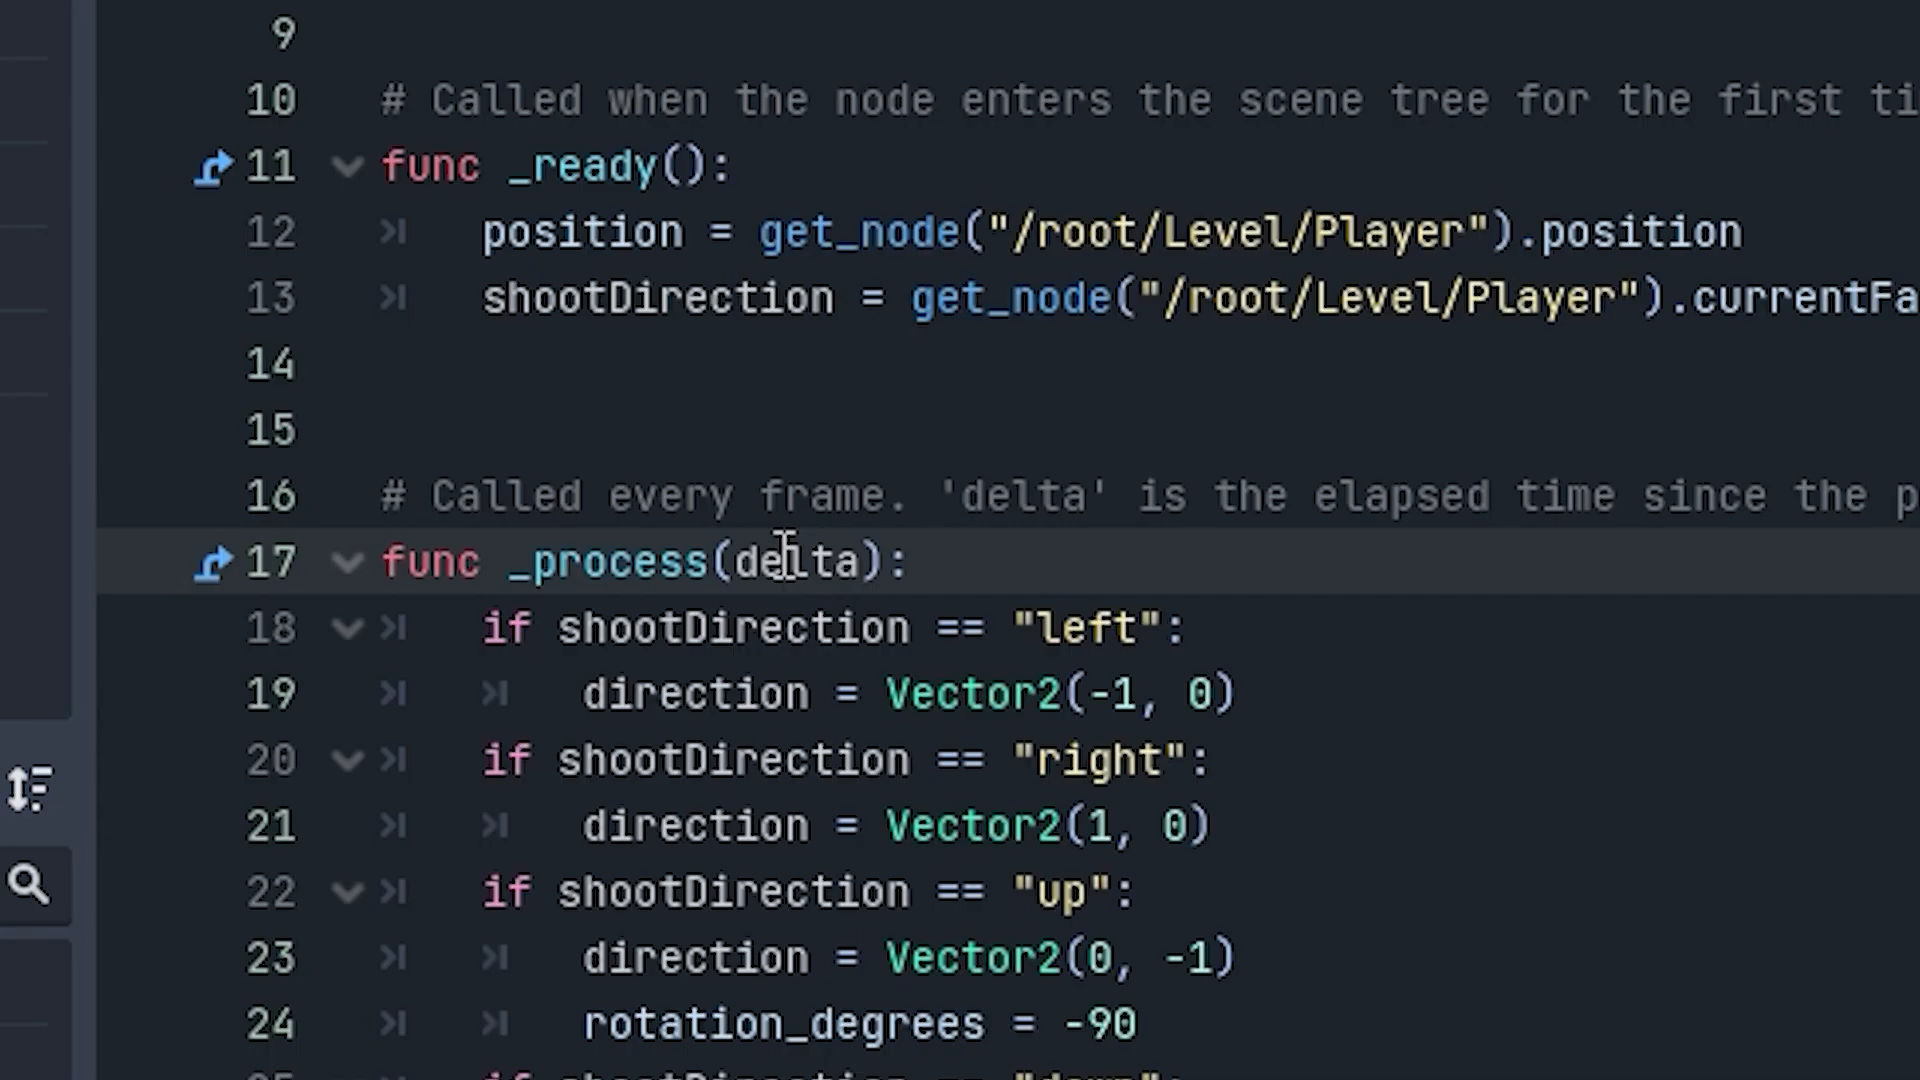 9
10 # Called when the node enters the scene tree for the first
11 func _ready():
12 position = get_node("/root/Level/Player").position
13 shootDirection = get_node("/root/Level/Player").currentFa
14
15
16 # Called every frame. 'delta' is the elapsed time since the
17 func _process(delta):
18 if shootDirection == "left":
19 direction = Vector2(-1, 0)
20 if shootDirection == "right":
21 direction = Vector2(1, 0)
22 if shootDirection == "up":
23 direction = Vector2(0, -1)
24 rotation_degrees = -90